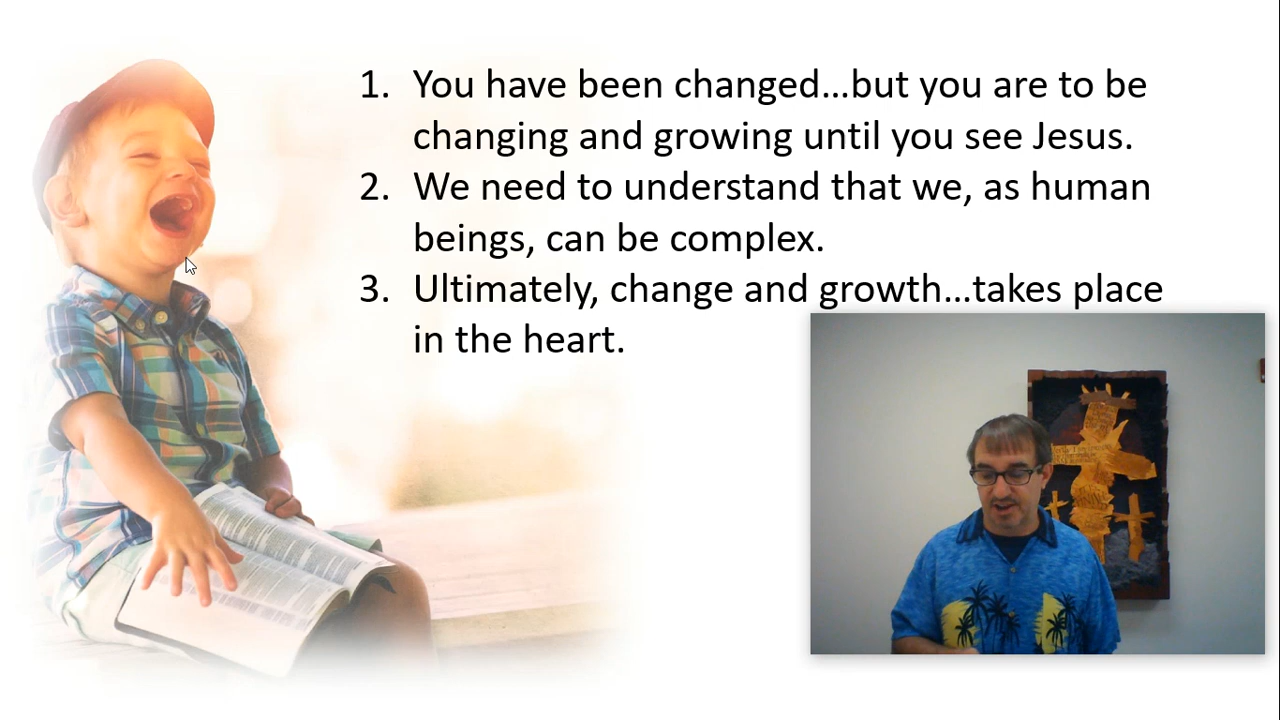 1. You have been changed...but you are to be
changing and growing until you see Jesus.
2. We need to understand that we, as human
beings, can be complex.
3. Ultimately, change and growth...takes place
in the heart.